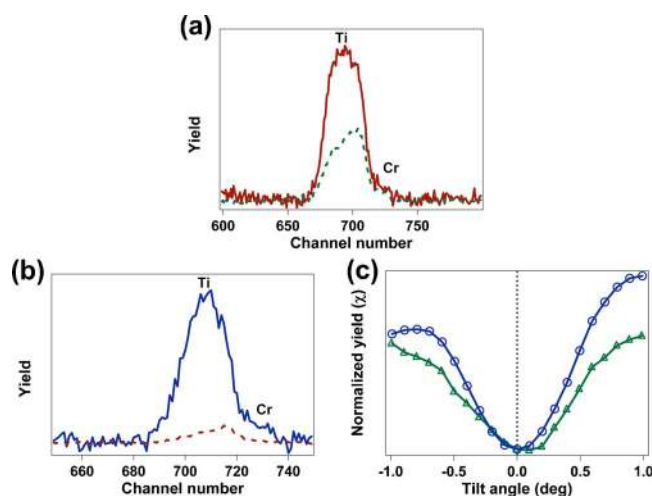 (a)
Ti
Yield
Cr
600 650 700 750
Channel number
(b)
Ti
Yield
Cr
660 680 700 720 740
Channel number
(c)
Normalized yield (χ)
-1.0 -0.5 0.0 0.5 1.0
Tilt angle (deg)